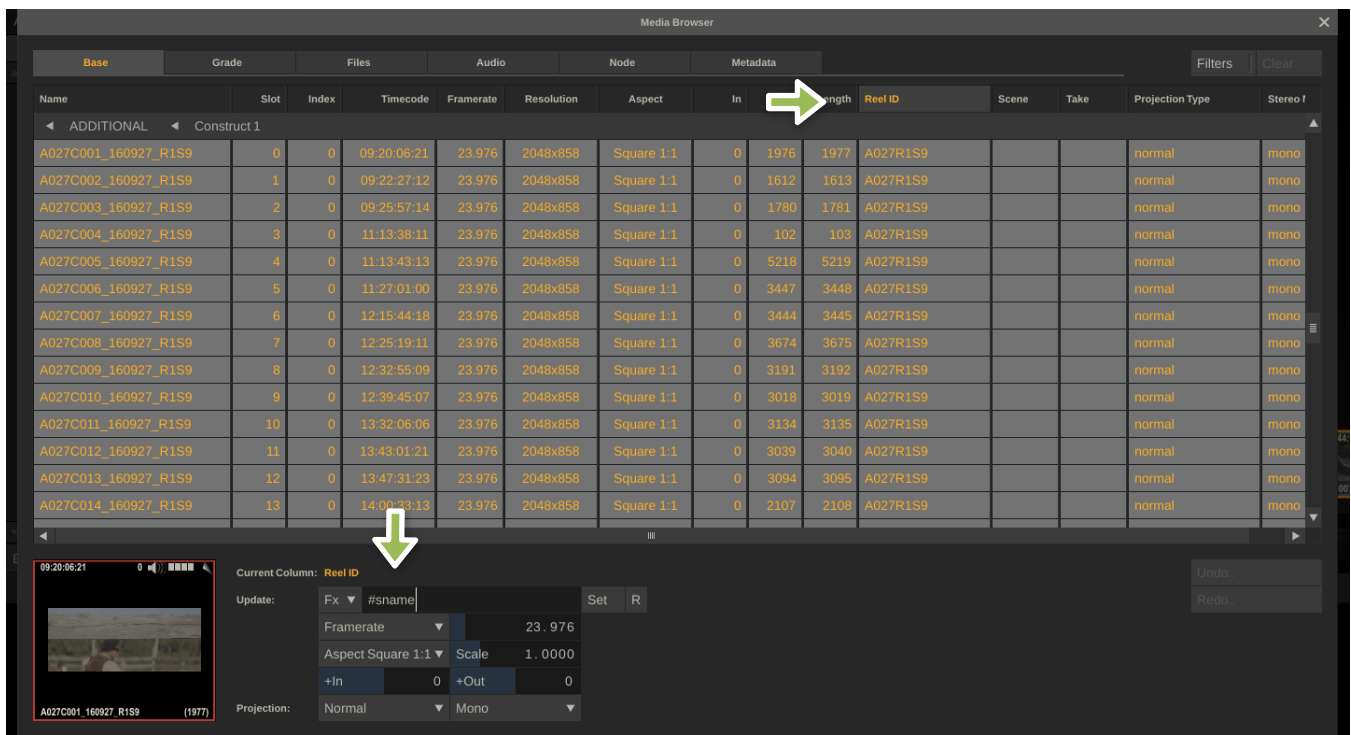 Media Browser
Base Grade Files Audio Node Metadata Filters Clear
Name Slot Index Timecode Framerate Resolution Aspect In Reel ID Scene Take Projection Type
◀ ADDITIONAL ◀ Construct 1
A027C001_160927_R1S9 0 0 09:20:06:21 23.976 2048x858 Square 1:1 0 1976 1977 A027R1S9 normal mono
A027C002_160927_R1S9 1 0 09:22:27:12 23.976 2048x858 Square 1:1 0 1612 1613 A027R1S9 normal mono
A027C003_160927_R1S9 2 0 09:25:57:14 23.976 2048x858 Square 1:1 0 1780 1781 A027R1S9 normal mono
A027C004_160927_R1S9 3 0 11:13:38:11 23.976 2048x858 Square 1:1 0 102 103 A027R1S9 normal mono
A027C005_160927_R1S9 4 0 11:13:43:13 23.976 2048x858 Square 1:1 0 5218 5219 A027R1S9 normal mono
A027C006_160927_R1S9 5 0 11:27:01:00 23.976 2048x858 Square 1:1 0 3447 3448 A027R1S9 normal mono
A027C007_160927_R1S9 6 0 12:15:44:18 23.976 2048x858 Square 1:1 0 3444 3445 A027R1S9 normal mono
A027C008_160927_R1S9 7 0 12:25:19:11 23.976 2048x858 Square 1:1 0 3674 3675 A027R1S9 normal mono
A027C009_160927_R1S9 8 0 12:32:55:09 23.976 2048x858 Square 1:1 0 3191 3192 A027R1S9 normal mono
A027C010_160927_R1S9 9 0 12:39:45:07 23.976 2048x858 Square 1:1 0 3018 3019 A027R1S9 normal mono
A027C011_160927_R1S9 10 0 13:32:06:06 23.976 2048x858 Square 1:1 0 3134 3135 A027R1S9 normal mono
A027C012_160927_R1S9 11 0 13:43:01:21 23.976 2048x858 Square 1:1 0 3039 3040 A027R1S9 normal mono
A027C013_160927_R1S9 12 0 13:47:31:23 23.976 2048x858 Square 1:1 0 3094 3095 A027R1S9 normal mono
A027C014_160927_R1S9 13 0 14:00:33:13 23.976 2048x858 Square 1:1 0 2107 2108 A027R1S9 normal mono
09:20:06:21 0
Current Column: Reel ID
Undo..
Update: Fx ▼ #sname Set R
Redo..
Framerate ▼ 23.976
Aspect Square 1:1 ▼ Scale 1.0000
+In 0 +Out 0
Projection: Normal ▼ Mono ▼
A027C001_160927_R1S9 (1977)